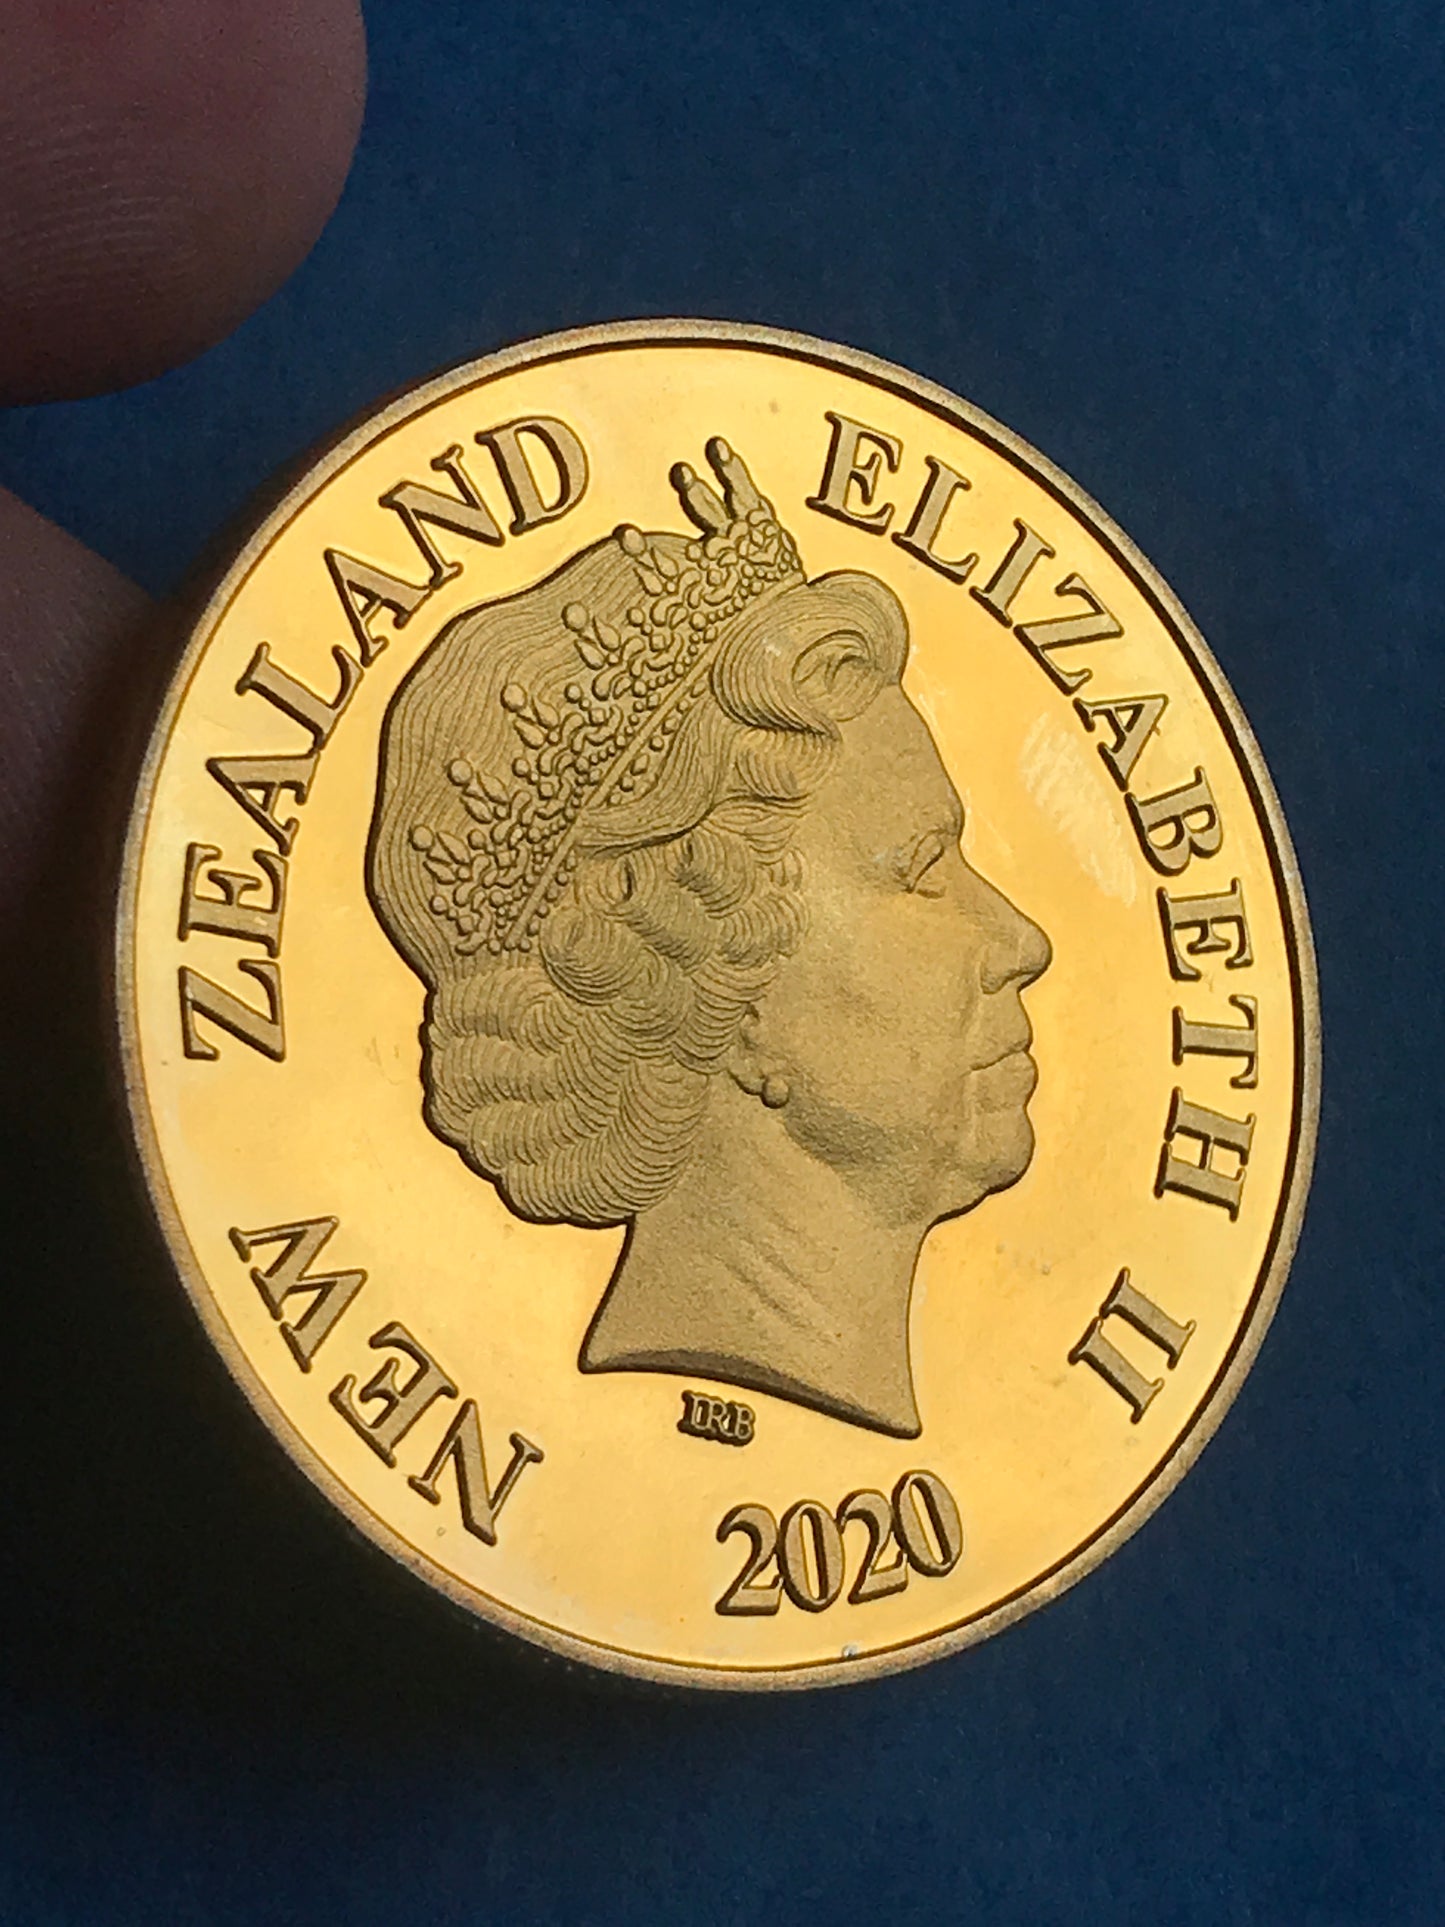 NEW ZEALAND ELIZABETH II
IRB
2020